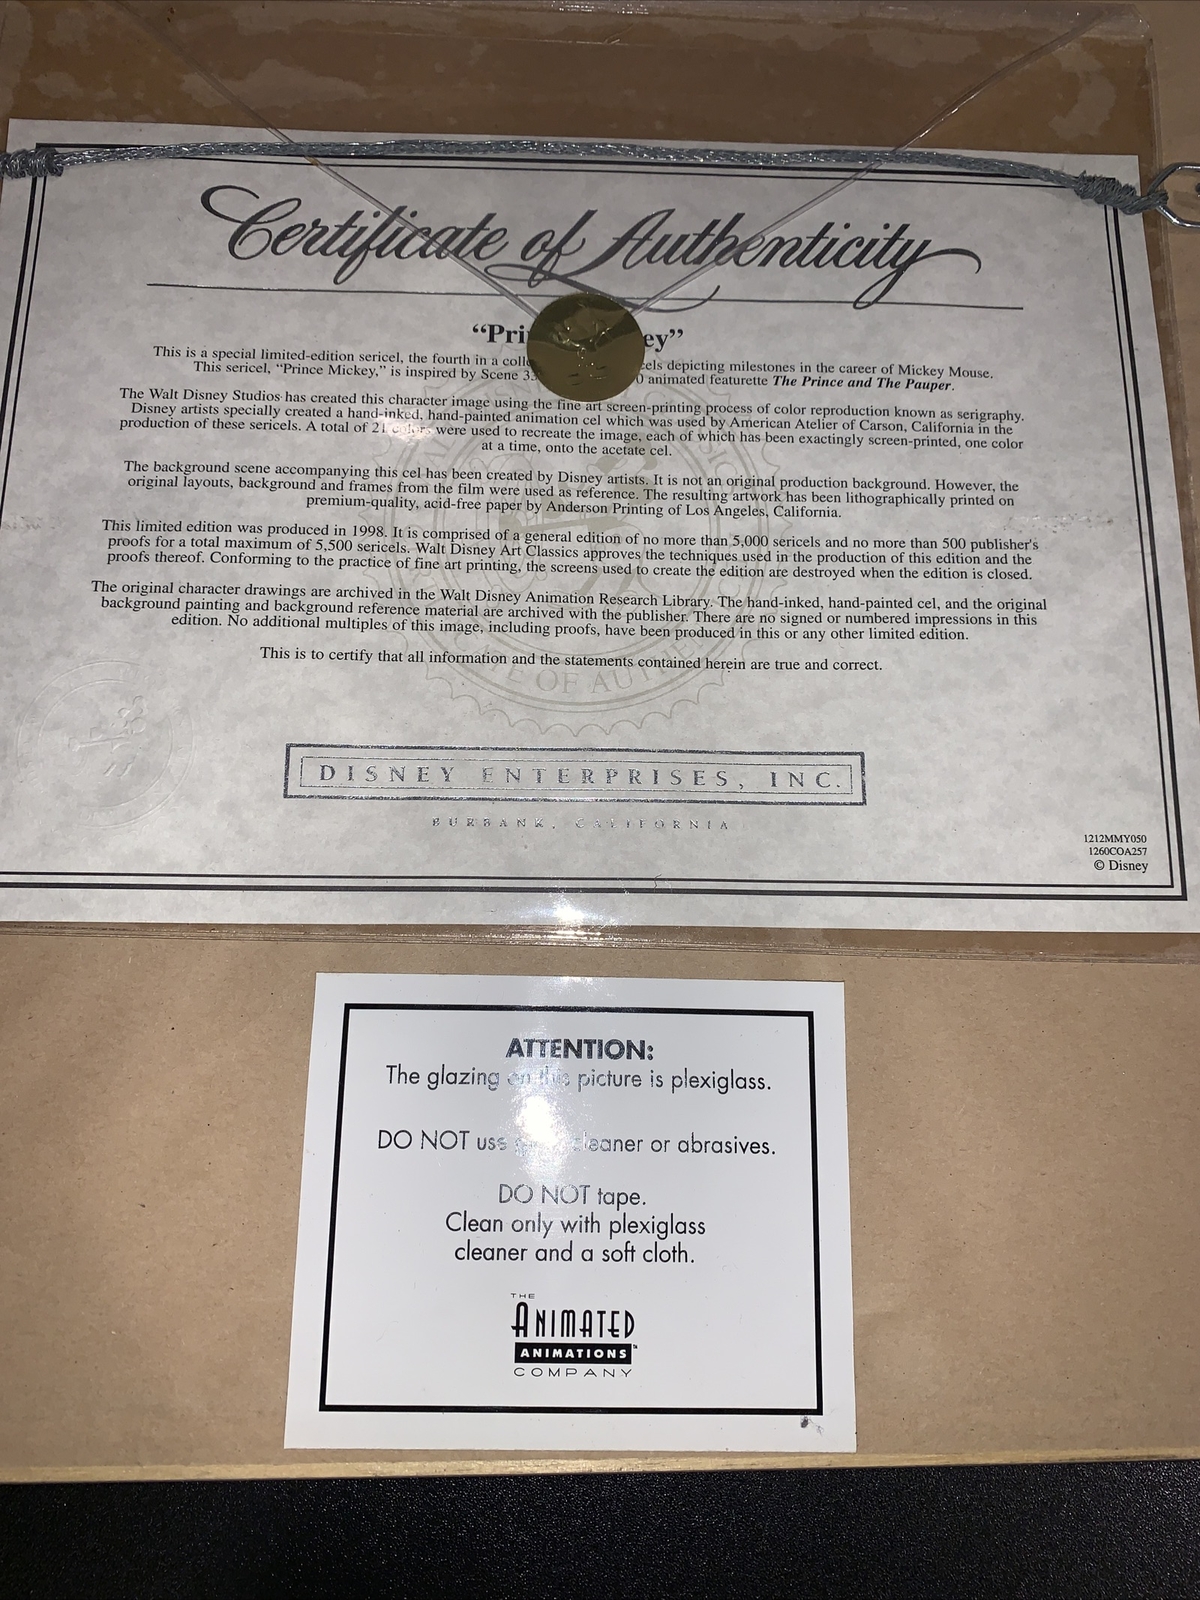 Certificate of Authenticity
“Pri ey”
This is a special limited-edition sericel, the fourth in a colle cels depicting milestones in the career of Mickey Mouse.
This sericel, “Prince Mickey,” is inspired by Scene 3 0 animated featurette The Prince and The Pauper.
The Walt Disney Studios has created this character image using the fine art screen-printing process of color reproduction known as serigraphy.
Disney artists specially created a hand-inked, hand-painted animation cel which was used by American Atelier of Carson, California in the
production of these sericels. A total of 21 colors were used to recreate the image, each of which has been exactingly screen-printed, one color
at a time, onto the acetate cel.
The background scene accompanying this cel has been created by Disney artists. It is not an original production background. However, the
original layouts, background and frames from the film were used as reference. The resulting artwork has been lithographically printed on
premium-quality, acid-free paper by Anderson Printing of Los Angeles, California.
This limited edition was produced in 1998. It is comprised of a general edition of no more than 5,000 sericels and no more than 500 publisher's
proofs for a total maximum of 5,500 sericels. Walt Disney Art Classics approves the techniques used in the production of this edition and the
proofs thereof. Conforming to the practice of fine art printing, the screens used to create the edition are destroyed when the edition is closed.
The original character drawings are archived in the Walt Disney Animation Research Library. The hand-inked, hand-painted cel, and the original
background painting and background reference material are archived with the publisher. There are no signed or numbered impressions in this
edition. No additional multiples of this image, including proofs, have been produced in this or any other limited edition.
This is to certify that all information and the statements contained herein are true and correct.
DISNEY ENTERPRISES, INC.
BURBANK, CALIFORNIA
1212MMY050
1260COA257
© Disney
ATTENTION:
The glazing on this picture is plexiglass.
DO NOT use cleaner or abrasives.
DO NOT tape.
Clean only with plexiglass
cleaner and a soft cloth.
THE
ANIMATED
ANIMATIONS™
COMPANY